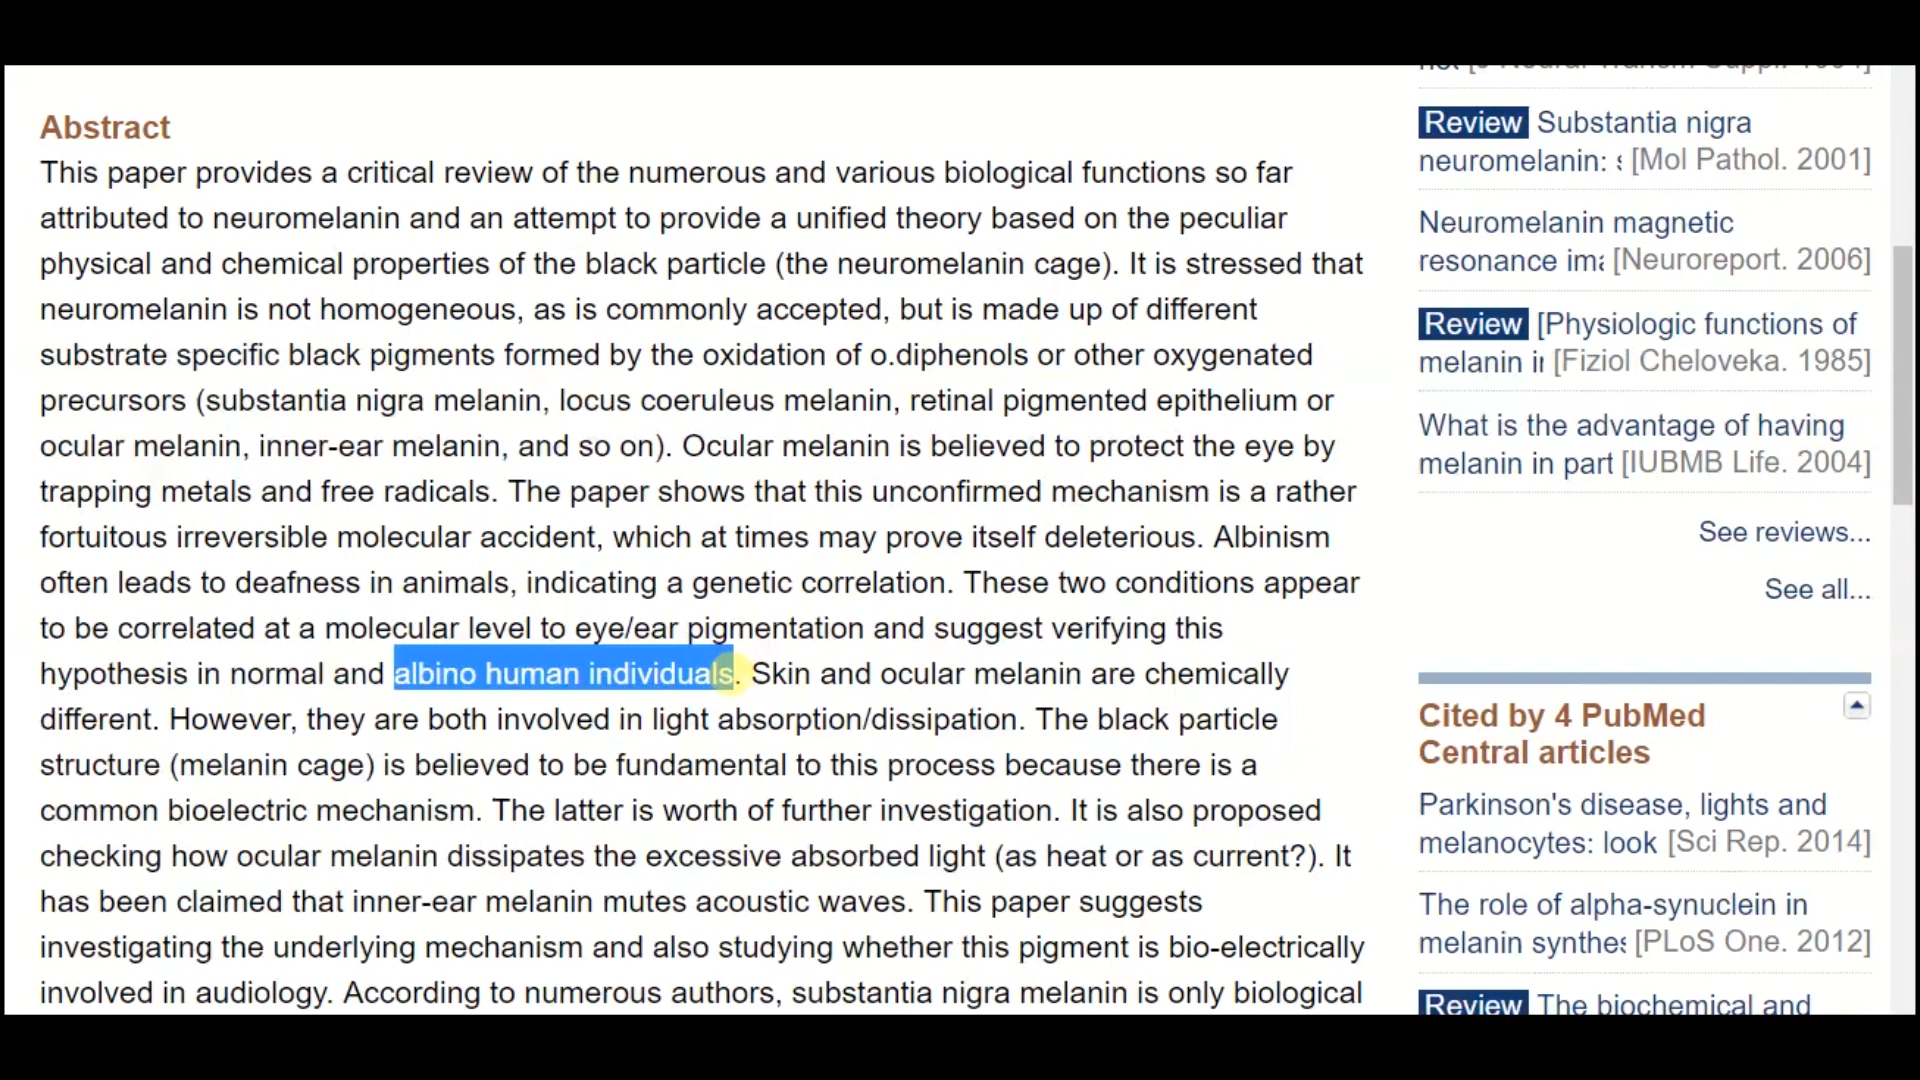 Abstract
This paper provides a critical review of the numerous and various biological functions so far
attributed to neuromelanin and an attempt to provide a unified theory based on the peculiar
physical and chemical properties of the black particle (the neuromelanin cage). It is stressed that
neuromelanin is not homogeneous, as is commonly accepted, but is made up of different
substrate specific black pigments formed by the oxidation of o.diphenols or other oxygenated
precursors (substantia nigra melanin, locus coeruleus melanin, retinal pigmented epithelium or
ocular melanin, inner-ear melanin, and so on). Ocular melanin is believed to protect the eye by
trapping metals and free radicals. The paper shows that this unconfirmed mechanism is a rather
fortuitous irreversible molecular accident, which at times may prove itself deleterious. Albinism
often leads to deafness in animals, indicating a genetic correlation. These two conditions appear
to be correlated at a molecular level to eye/ear pigmentation and suggest verifying this
hypothesis in normal and albino human individuals. Skin and ocular melanin are chemically
different. However, they are both involved in light absorption/dissipation. The black particle
structure (melanin cage) is believed to be fundamental to this process because there is a
common bioelectric mechanism. The latter is worth of further investigation. It is also proposed
checking how ocular melanin dissipates the excessive absorbed light (as heat or as current?). It
has been claimed that inner-ear melanin mutes acoustic waves. This paper suggests
investigating the underlying mechanism and also studying whether this pigment is bio-electrically
involved in audiology. According to numerous authors, substantia nigra melanin is only biological
Review Substantia nigra
neuromelanin: [Mol Pathol. 2001]
Neuromelanin magnetic
resonance ima [Neuroreport. 2006]
Review [Physiologic functions of
melanin i [Fiziol Cheloveka. 1985]
What is the advantage of having
melanin in part [IUBMB Life. 2004]
See reviews...
See all...
Cited by 4 PubMed
Central articles
Parkinson's disease, lights and
melanocytes: look [Sci Rep. 2014]
The role of alpha-synuclein in
melanin synthes [PLoS One. 2012]
Review The biochemical and